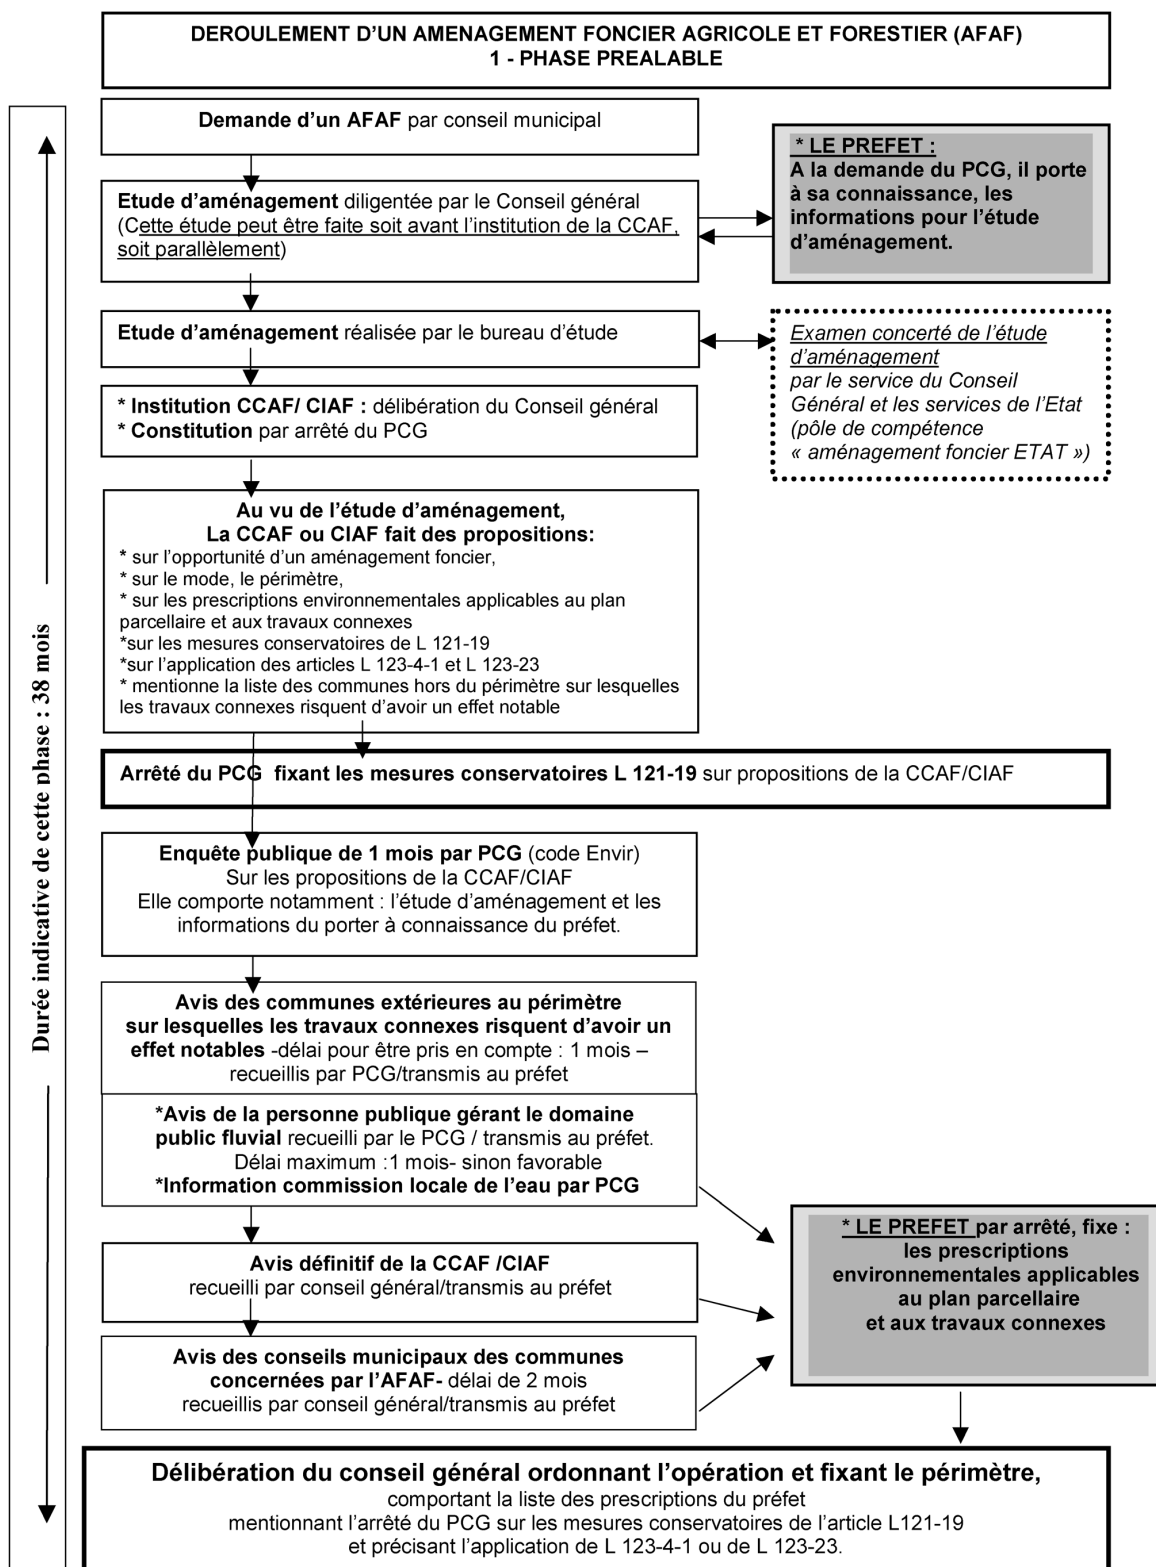 DEROULEMENT D'UN AMENAGEMENT FONCIER AGRICOLE ET FORESTIER (AFAF)
1 - PHASE PREALABLE
Durée indicative de cette phase : 38 mois
Demande d'un AFAF par conseil municipal
Etude d'aménagement diligentée par le Conseil général
(Cette étude peut être faite soit avant l'institution de la CCAF,
soit parallèlement)
* LE PREFET :
A la demande du PCG, il porte
à sa connaissance, les
informations pour l'étude
d'aménagement.
Etude d'aménagement réalisée par le bureau d'étude
Examen concerté de l'étude
d'aménagement
par le service du Conseil
Général et les services de l'Etat
(pôle de compétence
« aménagement foncier ETAT »)
* Institution CCAF/ CIAF : délibération du Conseil général
* Constitution par arrêté du PCG
Au vu de l'étude d'aménagement,
La CCAF ou CIAF fait des propositions:
* sur l'opportunité d'un aménagement foncier,
* sur le mode, le périmètre,
* sur les prescriptions environnementales applicables au plan
parcellaire et aux travaux connexes
*sur les mesures conservatoires de L 121-19
*sur l'application des articles L 123-4-1 et L 123-23
* mentionne la liste des communes hors du périmètre sur lesquelles
les travaux connexes risquent d'avoir un effet notable
Arrêté du PCG fixant les mesures conservatoires L 121-19 sur propositions de la CCAF/CIAF
Enquête publique de 1 mois par PCG (code Envir)
Sur les propositions de la CCAF/CIAF
Elle comporte notamment : l'étude d'aménagement et les
informations du porter à connaissance du préfet.
Avis des communes extérieures au périmètre
sur lesquelles les travaux connexes risquent d'avoir un
effet notables -délai pour être pris en compte : 1 mois –
recueillis par PCG/transmis au préfet
*Avis de la personne publique gérant le domaine
public fluvial recueilli par le PCG / transmis au préfet.
Délai maximum :1 mois- sinon favorable
*Information commission locale de l'eau par PCG
Avis définitif de la CCAF /CIAF
recueilli par conseil général/transmis au préfet
Avis des conseils municipaux des communes
concernées par l'AFAF- délai de 2 mois
recueillis par conseil général/transmis au préfet
* LE PREFET par arrêté, fixe :
les prescriptions
environnementales applicables
au plan parcellaire
et aux travaux connexes
Délibération du conseil général ordonnant l'opération et fixant le périmètre,
comportant la liste des prescriptions du préfet
mentionnant l'arrêté du PCG sur les mesures conservatoires de l'article L121-19
et précisant l'application de L 123-4-1 ou de L 123-23.